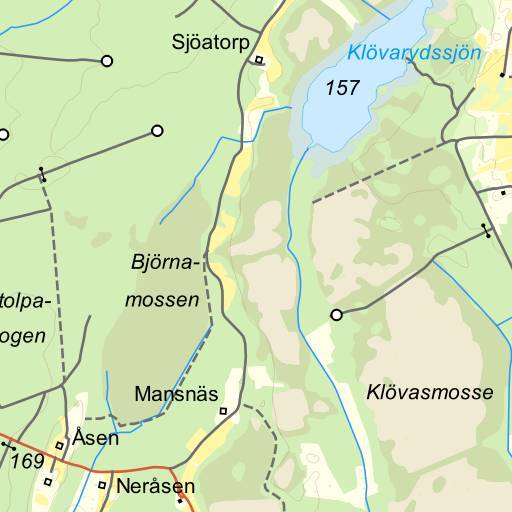 Sjöatorp
Klövarydssjön
157
Björna-
mossen
tolpa-
ogen
Mansnäs
Klövasmosse
Åsen
169
Neråsen